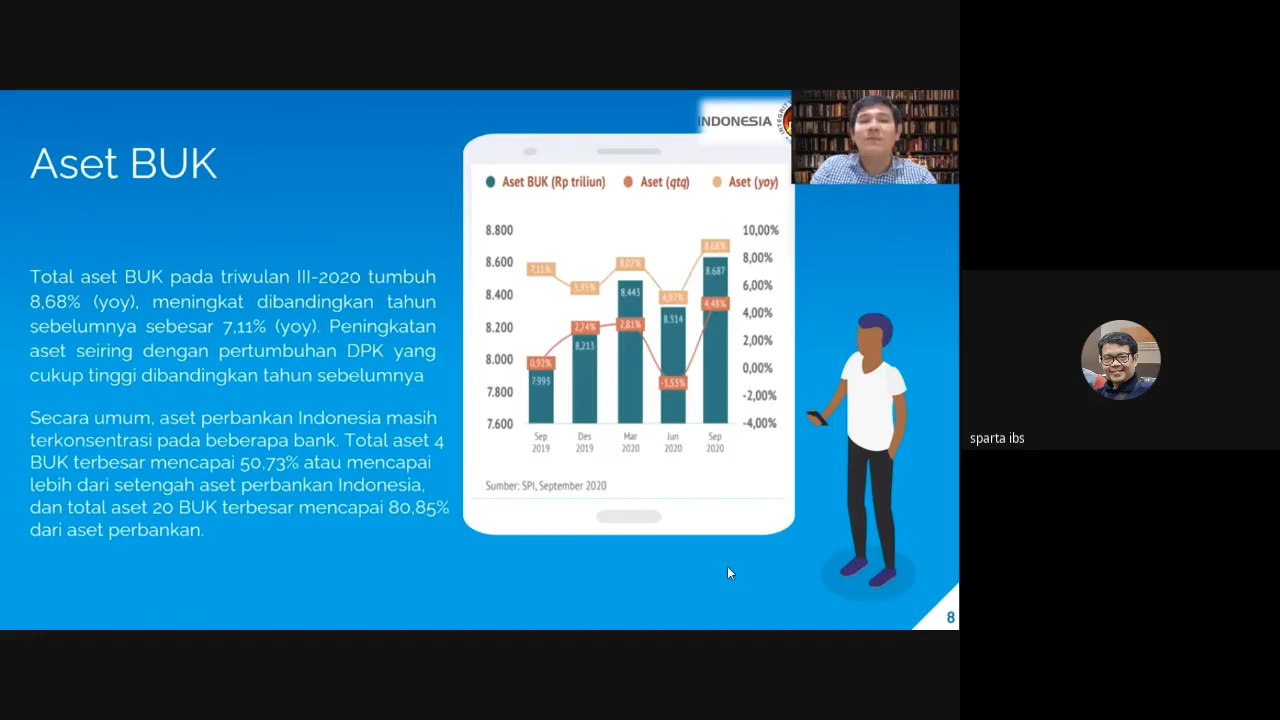 INDONESIA
INTEGRIT
Aset BUK
Total aset BUK pada triwulan III-2020 tumbuh
8,68% (yoy), meningkat dibandingkan tahun
sebelumnya sebesar 7,11% (yoy). Peningkatan
aset seiring dengan pertumbuhan DPK yang
cukup tinggi dibandingkan tahun sebelumnya
Secara umum, aset perbankan Indonesia masih
terkonsentrasi pada beberapa bank. Total aset 4
BUK terbesar mencapai 50,73% atau mencapai
lebih dari setengah aset perbankan Indonesia,
dan total aset 20 BUK terbesar mencapai 80,85%
dari aset perbankan.
Aset BUK (Rp triliun) Aset (qtq) Aset (yoy)
8.800
8.600
8.400
8.200
8.000
7.800
7.600
7,11% 5,95% 8,07% 4,97% 8,68%
0,92% 2,74% 2,81% -1,53% 4,48%
7.993 8,213 8,443 8.314 8.687
10,00%
8,00%
6,00%
4,00%
2,00%
0,00%
-2,00%
-4,00%
Sep Des Mar Jun Sep
2019 2019 2020 2020 2020
Sumber: SPI, September 2020
8
sparta ibs